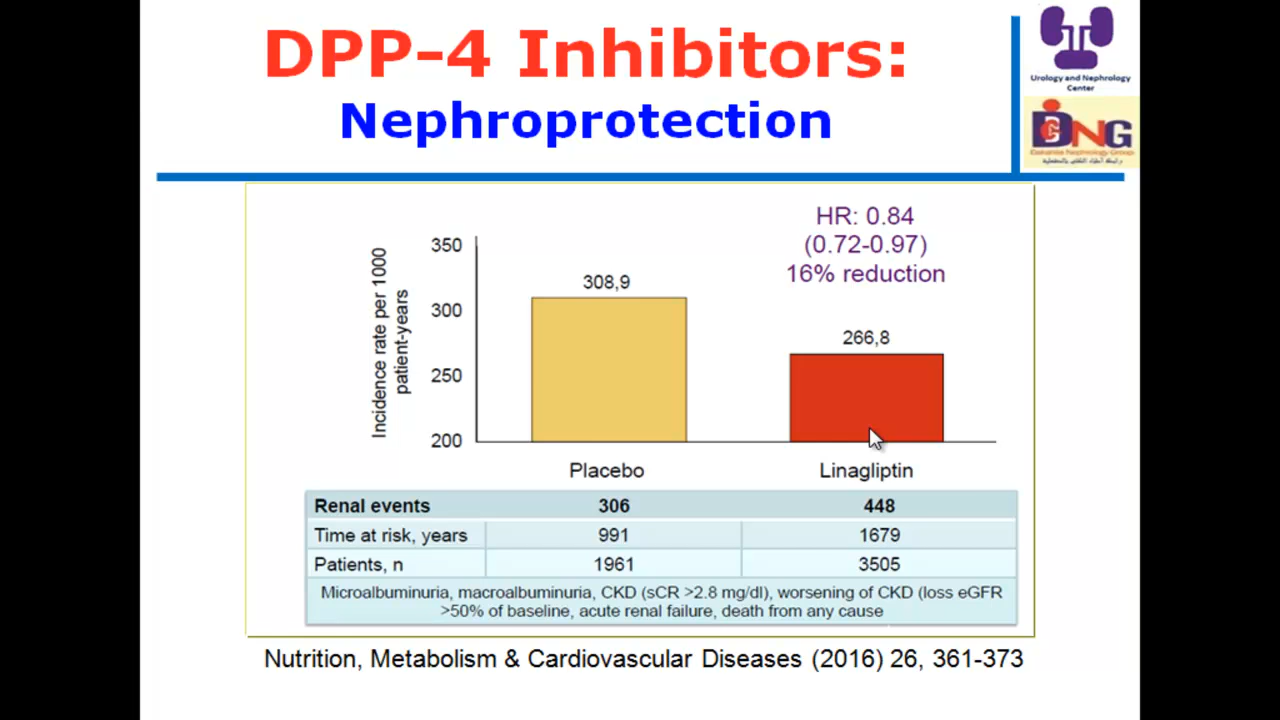 DPP-4 Inhibitors:
Nephroprotection
Urology and Nephrology
Center
DCNG
Dakahlia Nephrology Group
HR: 0.84
(0.72-0.97)
16% reduction
Incidence rate per 1000
patient-years
350
300
250
200
308,9
266,8
Placebo
Linagliptin
Renal events 306 448
Time at risk, years 991 1679
Patients, n 1961 3505
Microalbuminuria, macroalbuminuria, CKD (sCR >2.8 mg/dl), worsening of CKD (loss eGFR
>50% of baseline, acute renal failure, death from any cause
Nutrition, Metabolism & Cardiovascular Diseases (2016) 26, 361-373